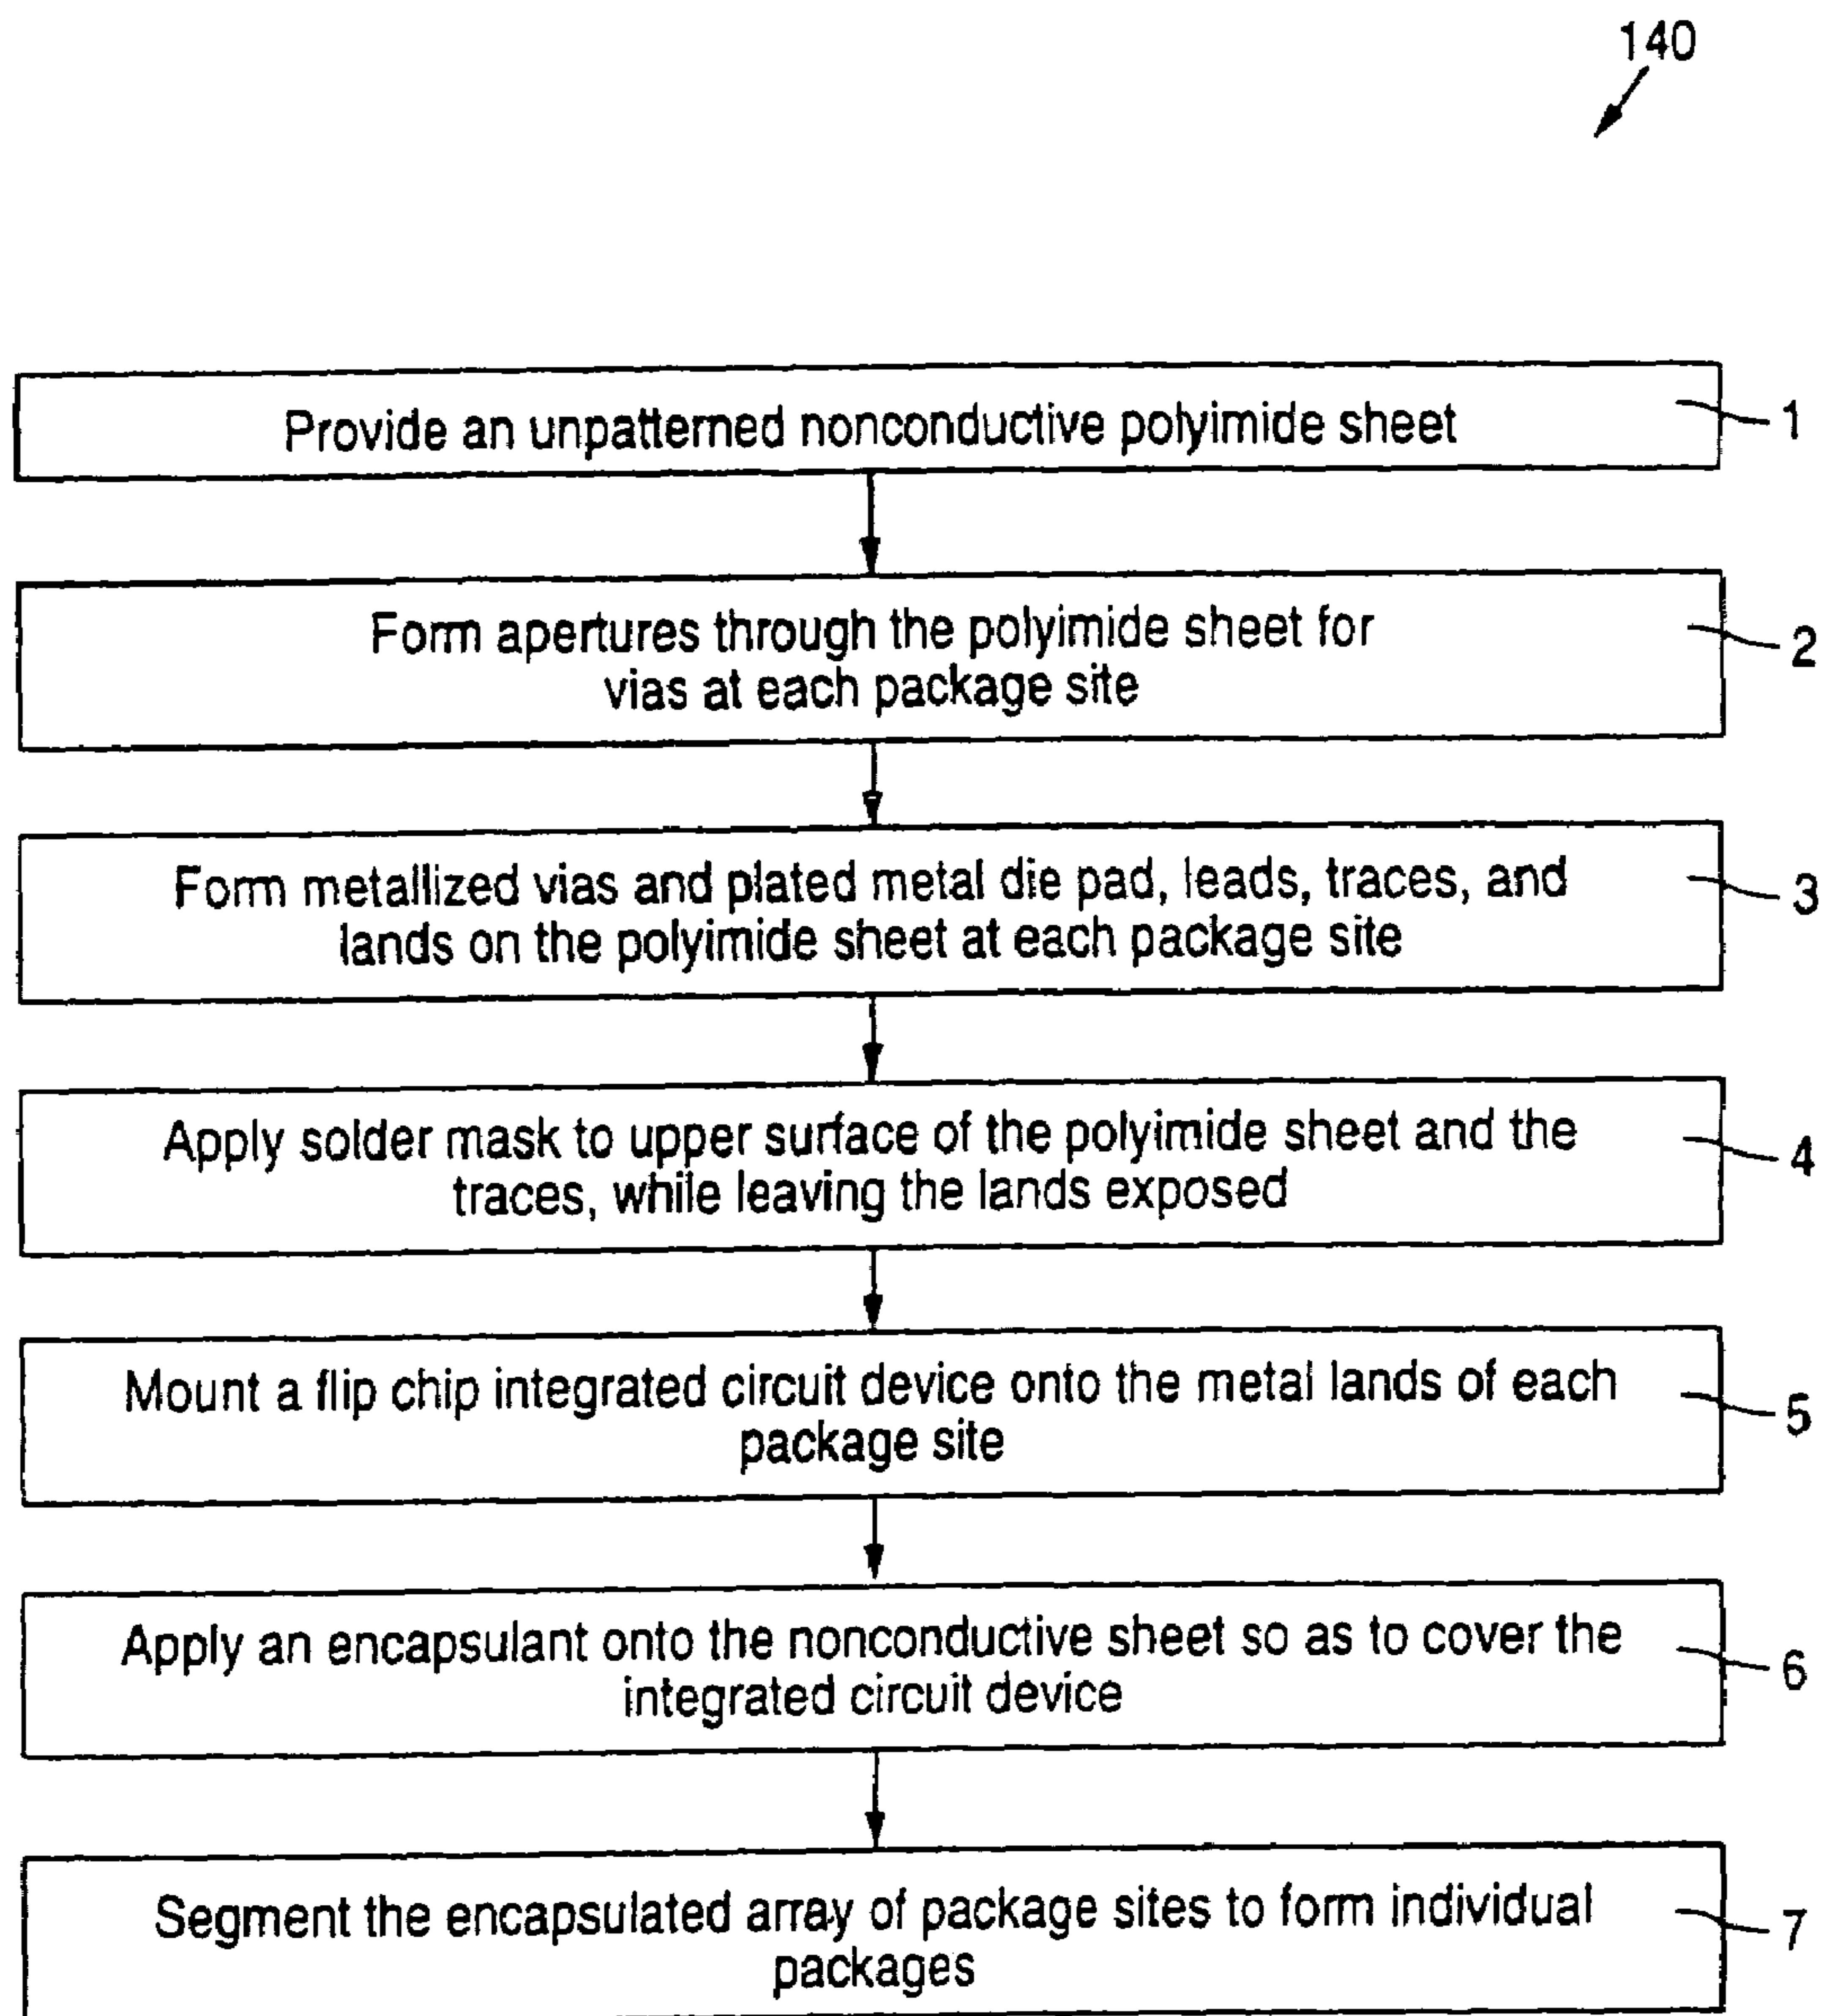 140
Provide an unpatterned nonconductive polyimide sheet
1
Form apertures through the polyimide sheet for
vias at each package site
2
Form metallized vias and plated metal die pad, leads, traces, and
lands on the polyimide sheet at each package site
3
Apply solder mask to upper surface of the polyimide sheet and the
traces, while leaving the lands exposed
4
Mount a flip chip integrated circuit device onto the metal lands of each
package site
5
Apply an encapsulant onto the nonconductive sheet so as to cover the
integrated circuit device
6
Segment the encapsulated array of package sites to form individual
packages
7